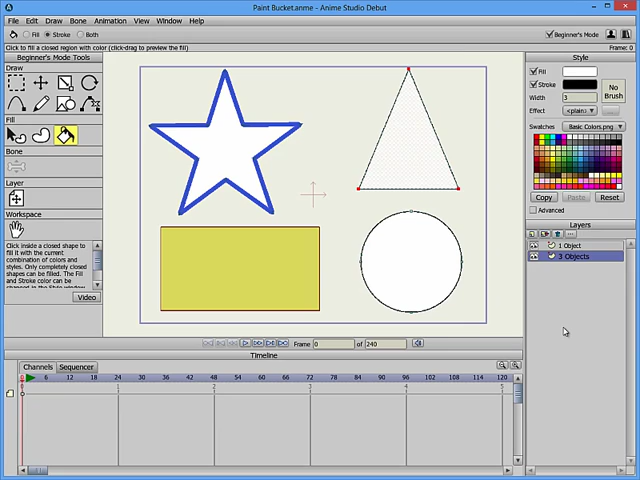 Paint Bucket.anme - Anime Studio Debut
File Edit Draw Bone Animation View Window Help
Fill Stroke Both Beginner's Mode
Click to fill a closed region with color (click-drag to preview the fill) Frame: 0
Beginner's Mode Tools
Draw
Fill
Bone
Layer
Workspace
Click inside a closed shape to
fill it with the current
combination of colors and
styles. Only completely
closed shapes can be filled. The
Fill and Stroke color can be
Video
Style
Fill
Stroke
Width 3
Effect <plain>
No
Brush
Swatches Basic Colors.png
Copy Paste Reset
Advanced
Layers
1 Object
3 Objects
Frame 0 of 240
Timeline
Channels Sequencer
0 6 12 18 24 30 36 42 48 54 60 66 72 78 84 90 96 102 108 114 120
0 1 2 3 4 5